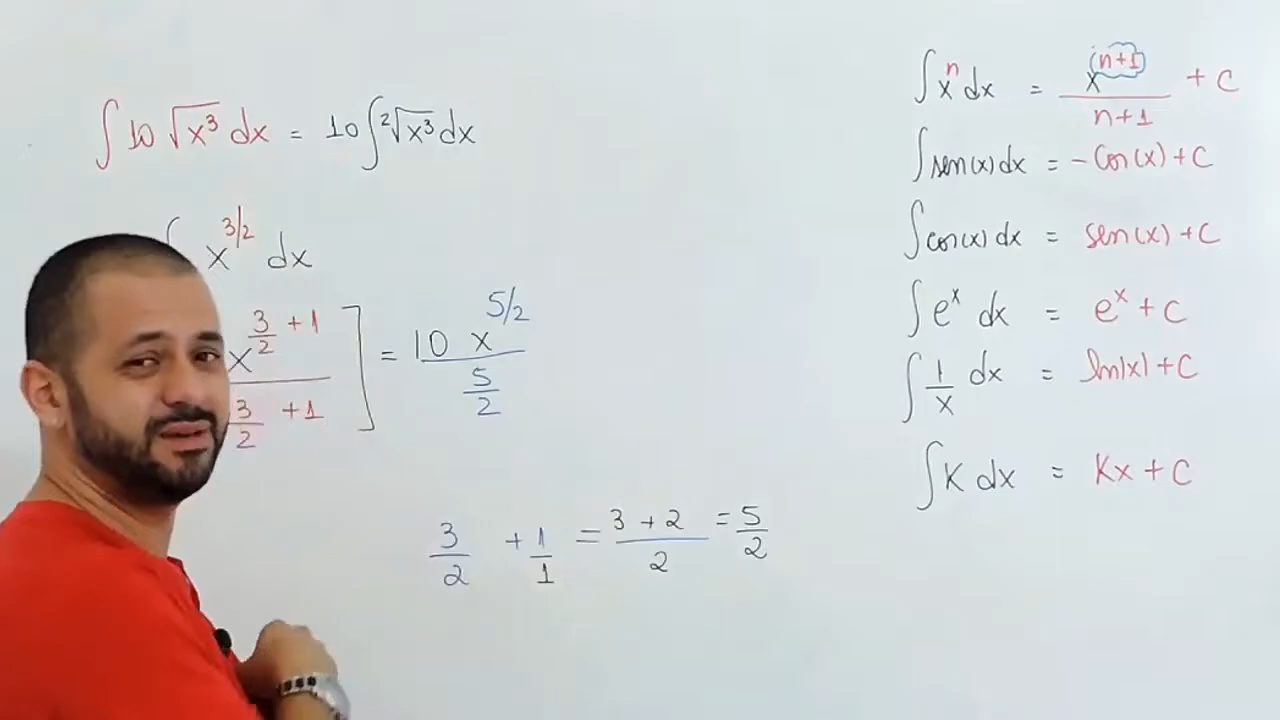 ∫ 10 √x³ dx = 10 ∫ ²√x³ dx
∫ x^{3/2} dx
x^{3/2 + 1} / (3/2 + 1) ] = 10 x^{5/2} / (5/2)
3/2 + 1/1 = (3 + 2)/2 = 5/2
∫ xⁿ dx = x^{(n+1)} / (n+1) + C
∫ sen(x) dx = -Cos(x) + C
∫ cos(x) dx = sen(x) + C
∫ eˣ dx = eˣ + C
∫ 1/x dx = ln|x| + C
∫ K dx = Kx + C